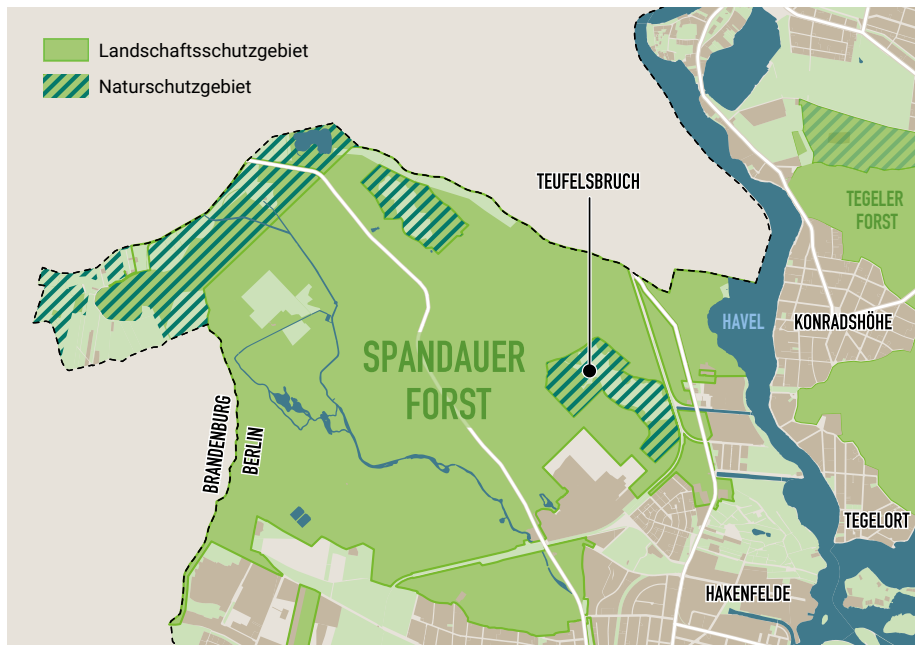 Landschaftsschutzgebiet
Naturschutzgebiet
TEUFELSBRUCH
TEGELER
FORST
HAVEL
KONRADSHÖHE
SPANDAUER
FORST
BRANDENBURG
BERLIN
TEGELORT
HAKENFELDE